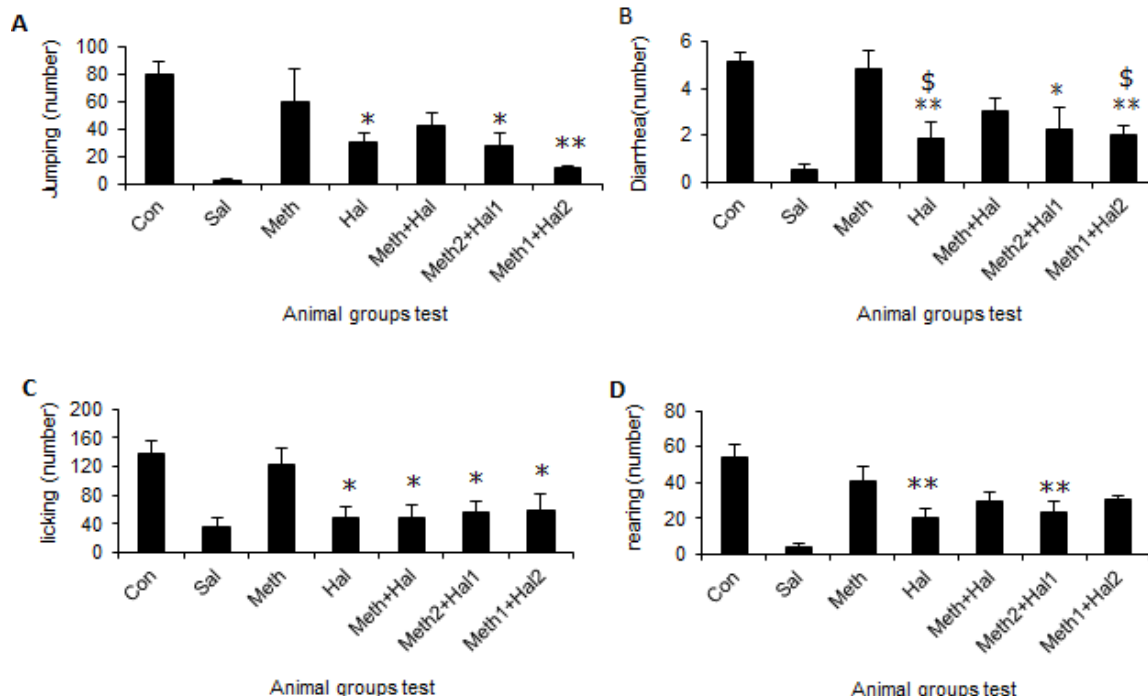 A
Jumping (number)
100
80
60
40
20
0
*
*
**
Con
Sal
Meth
Hal
Meth+Hal
Meth2+Hal1
Meth1+Hal2
Animal groups test
B
Diarrhea(number)
6
4
2
0
$
**
*
$
**
Con
Sal
Meth
Hal
Meth+Hal
Meth2+Hal1
Meth1+Hal2
Animal groups test
C
licking (number)
200
160
120
80
40
0
*
*
*
*
Con
Sal
Meth
Hal
Meth+Hal
Meth2+Hal1
Meth1+Hal2
Animal groups test
D
rearing (number)
80
60
40
20
0
**
**
Con
Sal
Meth
Hal
Meth+Hal
Meth2+Hal1
Meth1+Hal2
Animal groups test